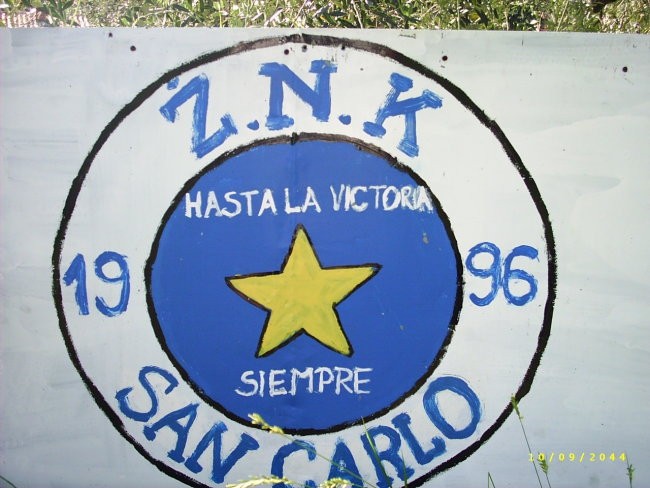 Ž.N.K
HASTA LA VICTORIA
19 96
SIEMPRE
SAN CARLO
10/09/2044